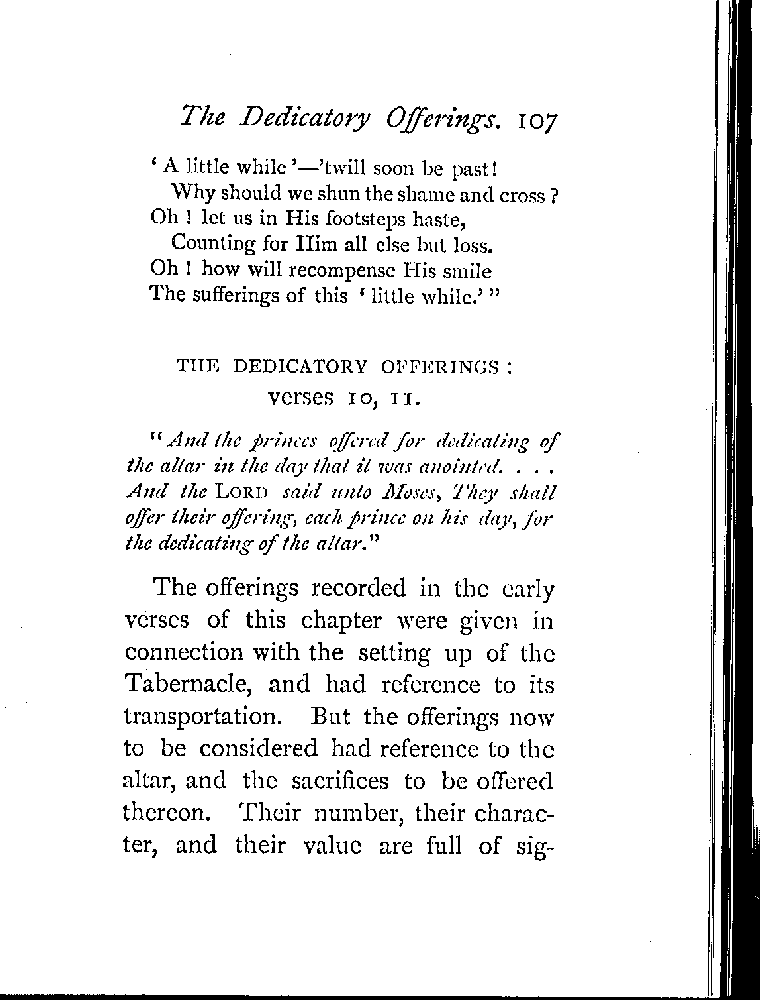 The Dedicatory Offerings. 107
‘ A little while ’—’twill soon be past!
Why should we shun the shame and cross ?
Oh ! let us in His footsteps haste,
Counting for Him all else but loss.
Oh ! how will recompense His smile
The sufferings of this ‘ little while.’ ”
THE DEDICATORY OFFERINGS :
verses 10, 11.
“ And the princes offered for dedicating of
the altar in the day that it was anointed. . . .
And the LORD said unto Moses, They shall
offer their offering, each prince on his day, for
the dedicating of the altar.”
The offerings recorded in the early
verses of this chapter were given in
connection with the setting up of the
Tabernacle, and had reference to its
transportation. But the offerings now
to be considered had reference to the
altar, and the sacrifices to be offered
thereon. Their number, their charac-
ter, and their value are full of sig-